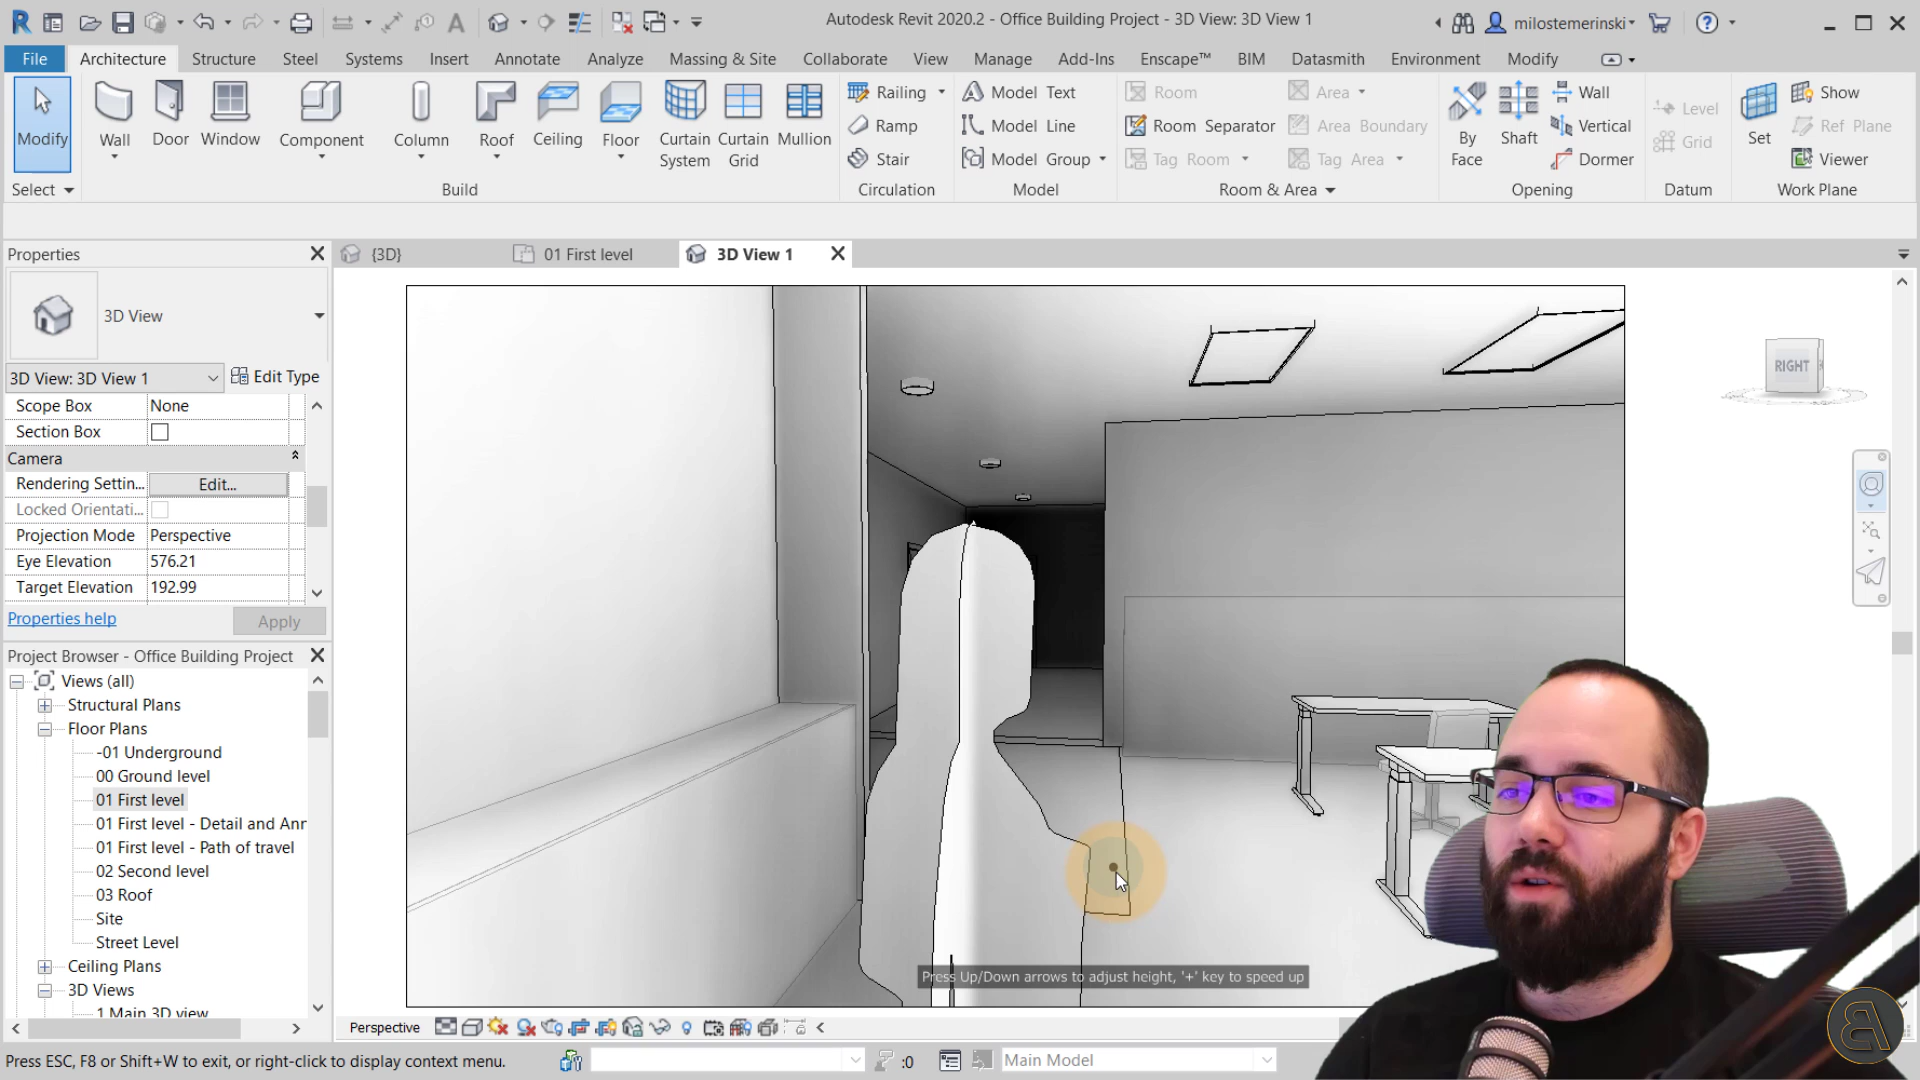 Autodesk Revit 2020.2 - Office Building Project - 3D View: 3D View 1
milostemerinski
File Architecture Structure Steel Systems Insert Annotate Analyze Massing & Site Collaborate View Manage Add-Ins Enscape™ BIM Datasmith Environment Modify
Modify
Wall
Door
Window
Component
Column
Roof
Ceiling
Floor
Curtain System
Curtain Grid
Mullion
Railing
Ramp
Stair
Model Text
Model Line
Model Group
Room
Room Separator
Tag Room
Area
Area Boundary
Tag Area
By Face
Shaft
Wall
Vertical
Dormer
Level
Grid
Set
Show
Ref Plane
Viewer
Select
Build
Circulation
Model
Room & Area
Opening
Datum
Work Plane
Properties
{3D}
01 First level
3D View 1
3D View
3D View: 3D View 1
Edit Type
Scope Box None
Section Box
Camera
Rendering Settin... Edit...
Locked Orientati...
Projection Mode Perspective
Eye Elevation 576.21
Target Elevation 192.99
Properties help
Apply
RIGHT
Project Browser - Office Building Project
Views (all)
Structural Plans
Floor Plans
-01 Underground
00 Ground level
01 First level
01 First level - Detail and Anr
01 First level - Path of travel
02 Second level
03 Roof
Site
Street Level
Ceiling Plans
3D Views
1 Main 3D view
Press Up/Down arrows to adjust height, '+' key to speed up
Perspective
Press ESC, F8 or Shift+W to exit, or right-click to display context menu.
:0
Main Model